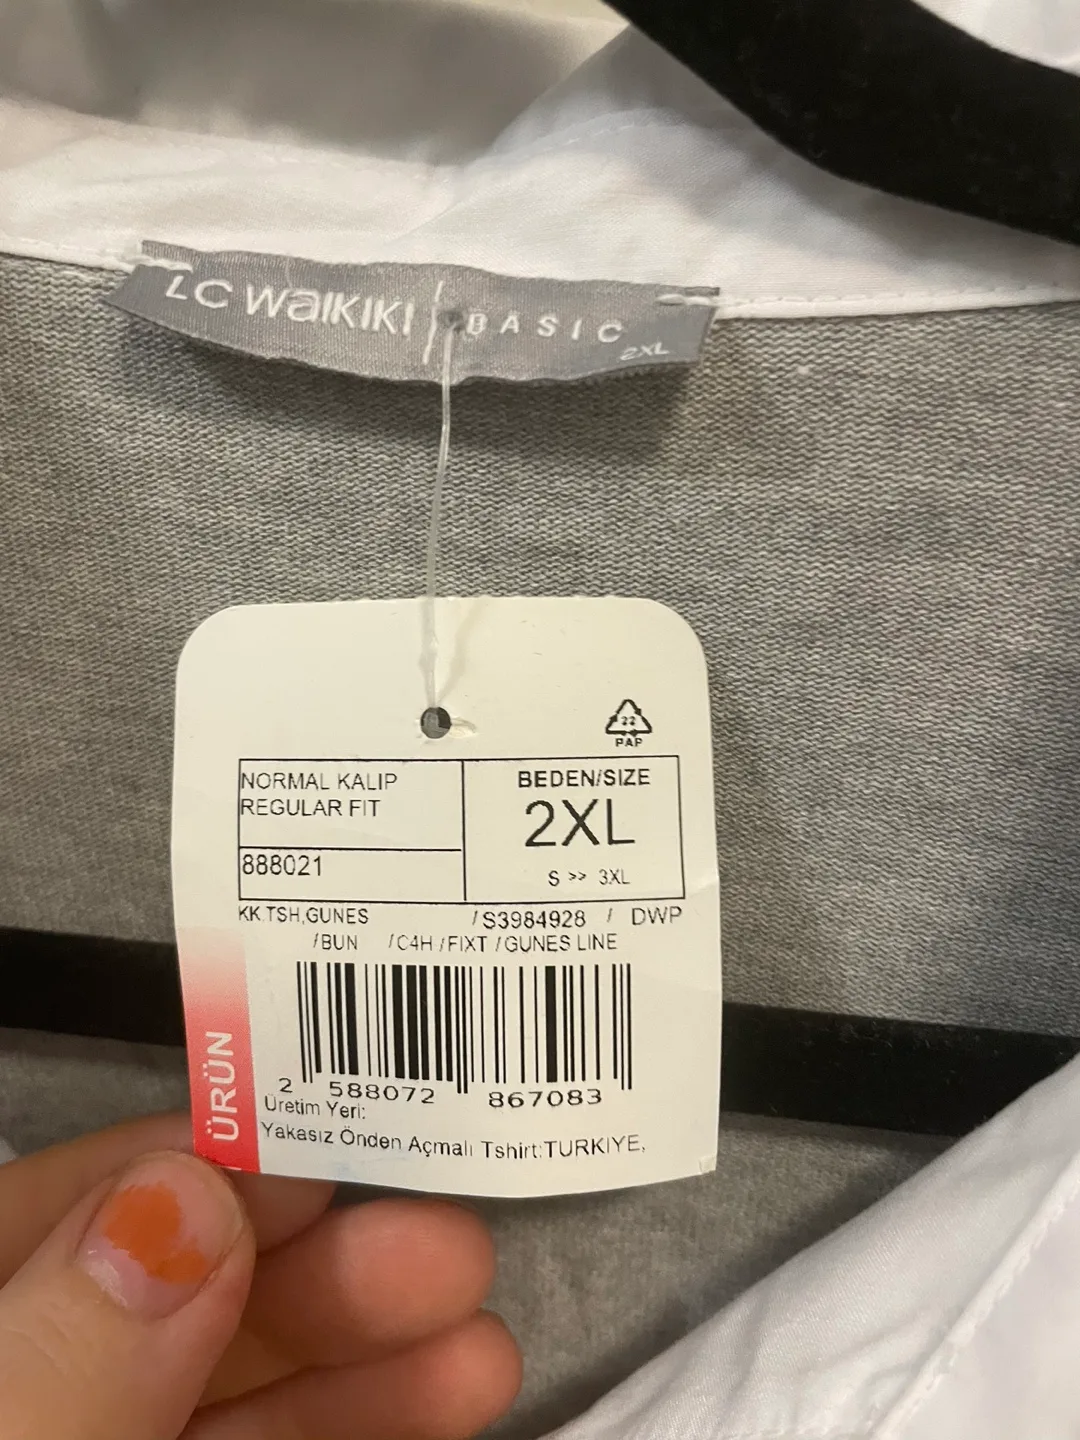 LC WAIKIKI | BASIC
2XL
22
PAP
NORMAL KALIP
REGULAR FIT
888021
BEDEN/SIZE
2XL
S >> 3XL
KK.TSH,GUNES /S3984928 / DWP
/BUN /C4H /FIXT /GUNES LINE
2 588072 867083
Üretim Yeri:
Yakasız Önden Açmalı Tshirt:TURKIYE,
ÜRÜN